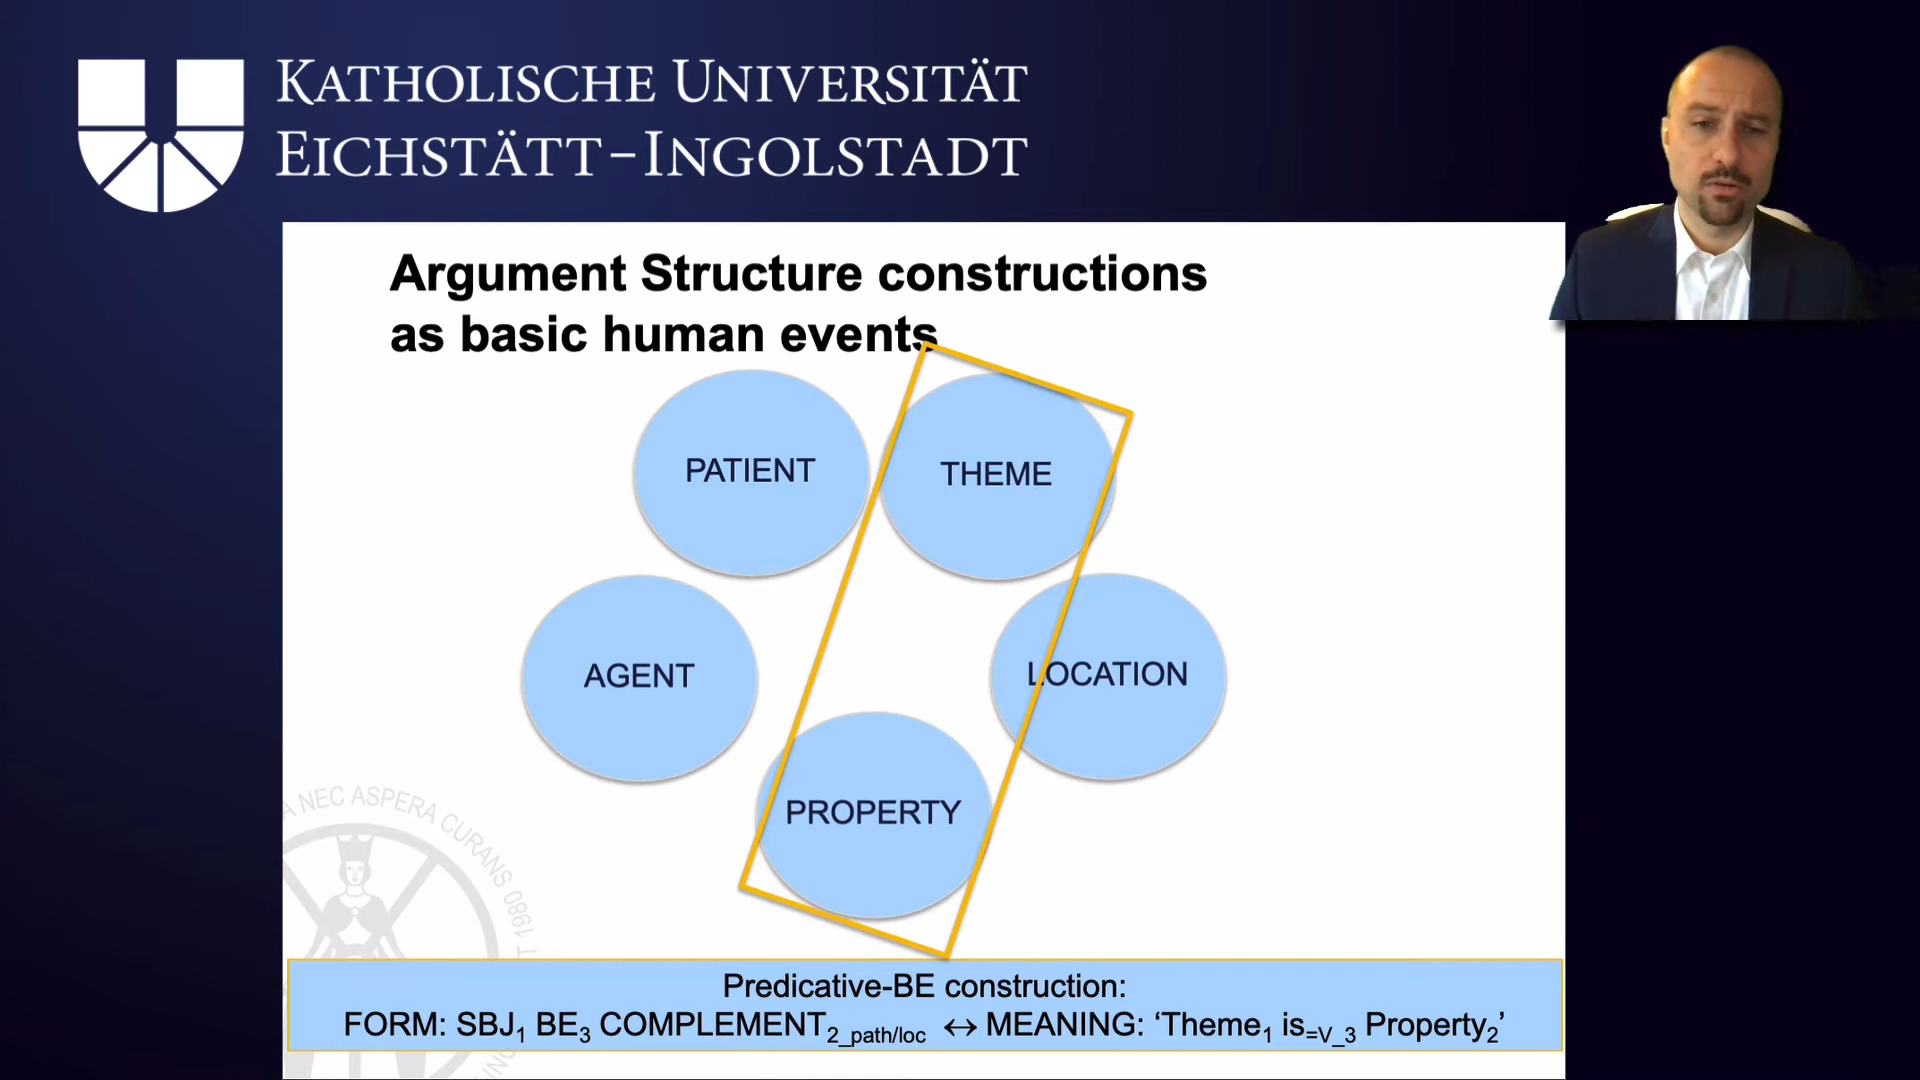 KATHOLISCHE UNIVERSITÄT
EICHSTÄTT-INGOLSTADT
Argument Structure constructions
as basic human events
PATIENT
THEME
AGENT
LOCATION
PROPERTY
A NEC ASPERA CURANS 1980 T
Predicative-BE construction:
FORM: SBJ1 BE3 COMPLEMENT2_path/loc ↔ MEANING: ‘Theme1 is=V_3 Property2’